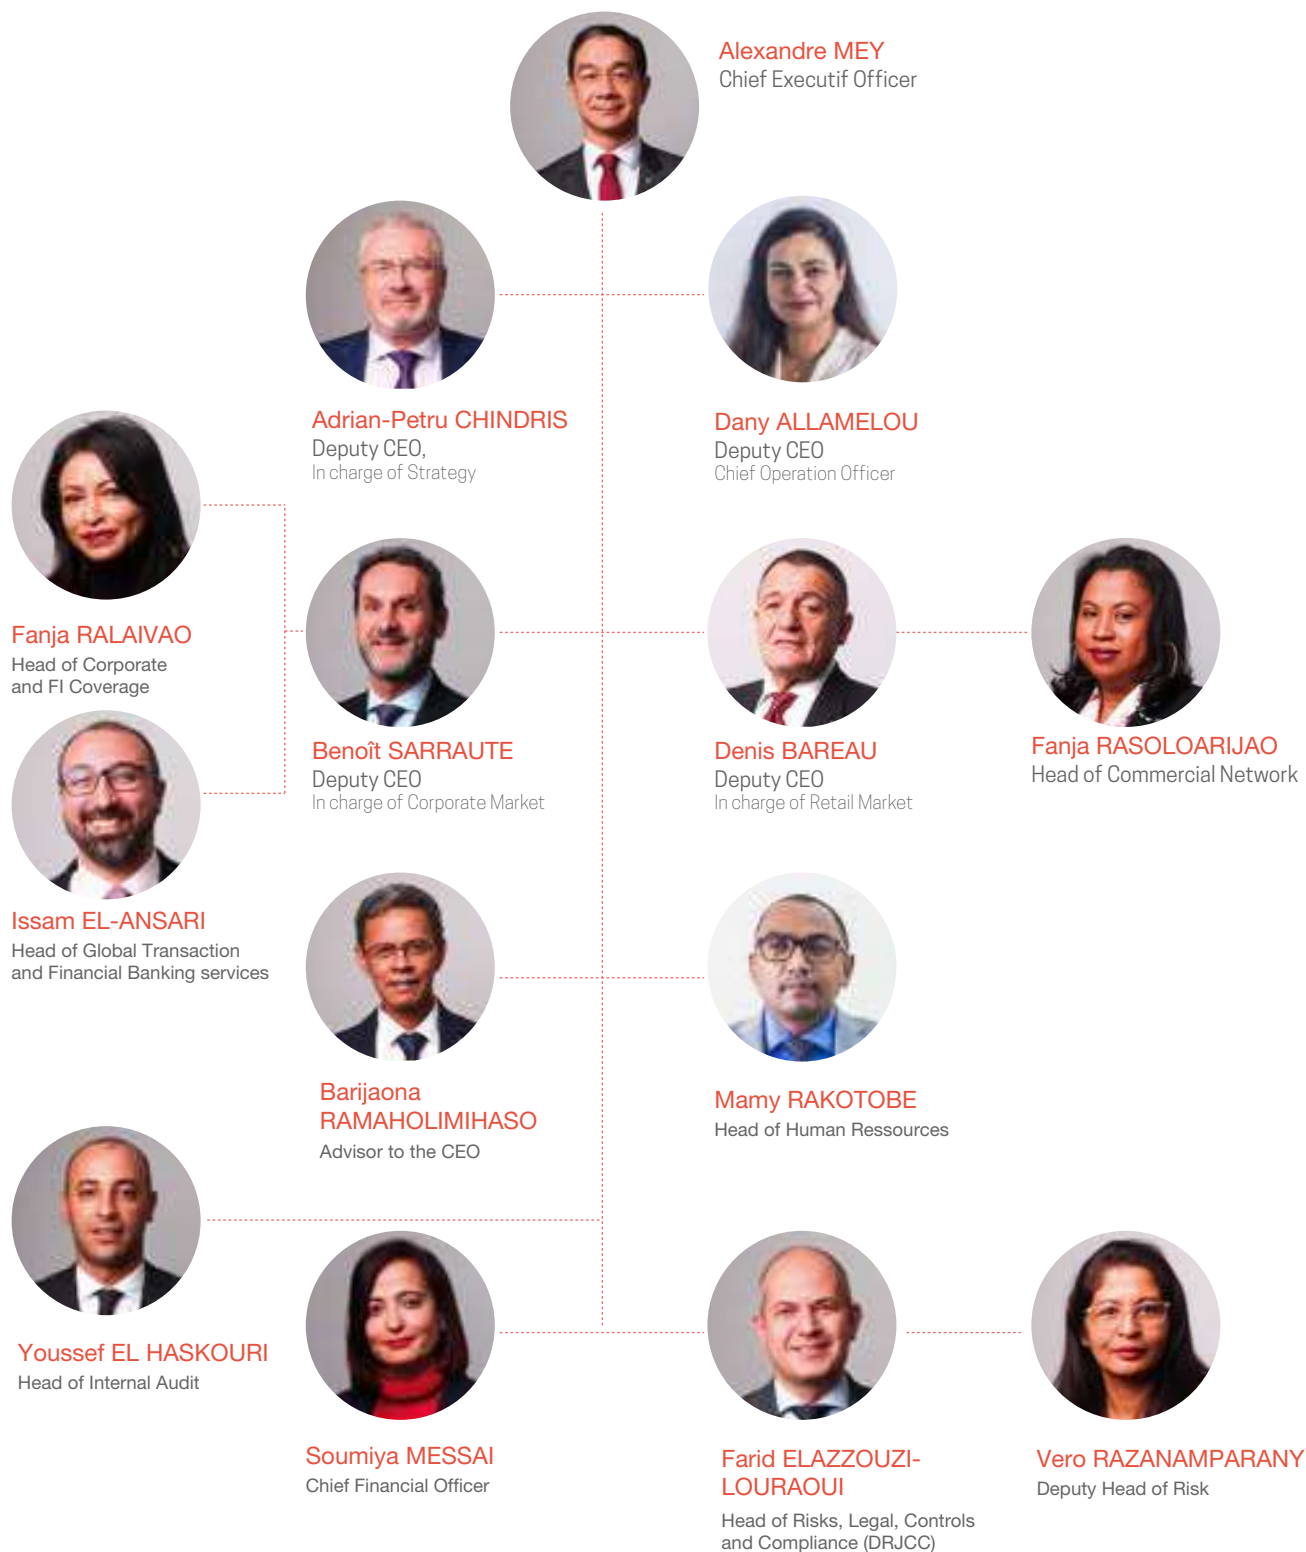 Alexandre MEY
Chief Executif Officer
Adrian-Petru CHINDRIS
Deputy CEO,
In charge of Strategy
Dany ALLAMELOU
Deputy CEO
Chief Operation Officer
Fanja RALAIVAO
Head of Corporate
and FI Coverage
Benoît SARRAUTE
Deputy CEO
In charge of Corporate Market
Denis BAREAU
Deputy CEO
In charge of Retail Market
Fanja RASOLOARIJAO
Head of Commercial Network
Issam EL-ANSARI
Head of Global Transaction
and Financial Banking services
Barijaona
RAMAHOLIMIHASO
Advisor to the CEO
Mamy RAKOTOBE
Head of Human Ressources
Youssef EL HASKOURI
Head of Internal Audit
Soumiya MESSAI
Chief Financial Officer
Farid ELAZZOUZI-
LOURAOUI
Head of Risks, Legal, Controls
and Compliance (DRJCC)
Vero RAZANAMPARANY
Deputy Head of Risk